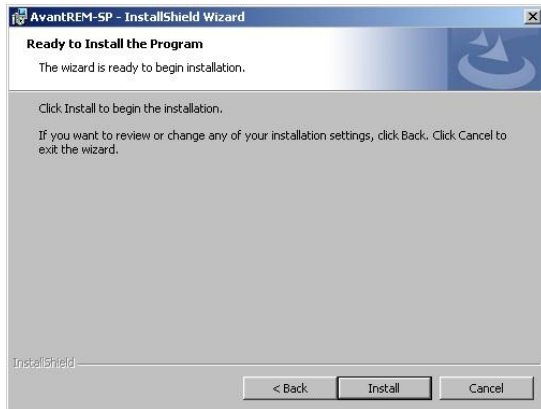 AvantREM-SP - InstallShield Wizard
Ready to Install the Program
The wizard is ready to begin installation.
Click Install to begin the installation.
If you want to review or change any of your installation settings, click Back. Click Cancel to
exit the wizard.
InstallShield
< Back
Install
Cancel